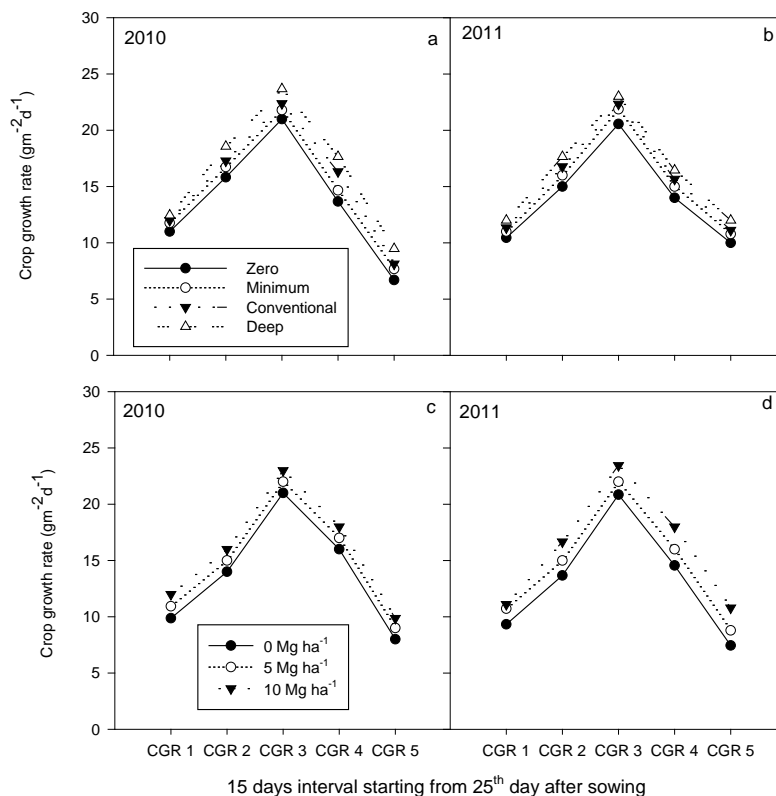 30
25
20
15
10
5
0
Crop growth rate (gm⁻²d⁻¹)
2010
a
Zero
Minimum
Conventional
Deep
2011
b
30
25
20
15
10
5
0
Crop growth rate (gm⁻²d⁻¹)
2010
c
0 Mg ha⁻¹
5 Mg ha⁻¹
10 Mg ha⁻¹
2011
d
CGR 1 CGR 2 CGR 3 CGR 4 CGR 5
CGR 1 CGR 2 CGR 3 CGR 4 CGR 5
15 days interval starting from 25ᵗʰ day after sowing